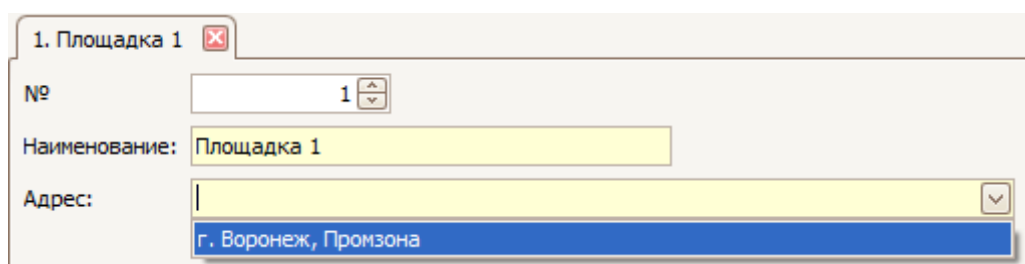 1. Площадка 1
№ 1
Наименование: Площадка 1
Адрес:
г. Воронеж, Промзона